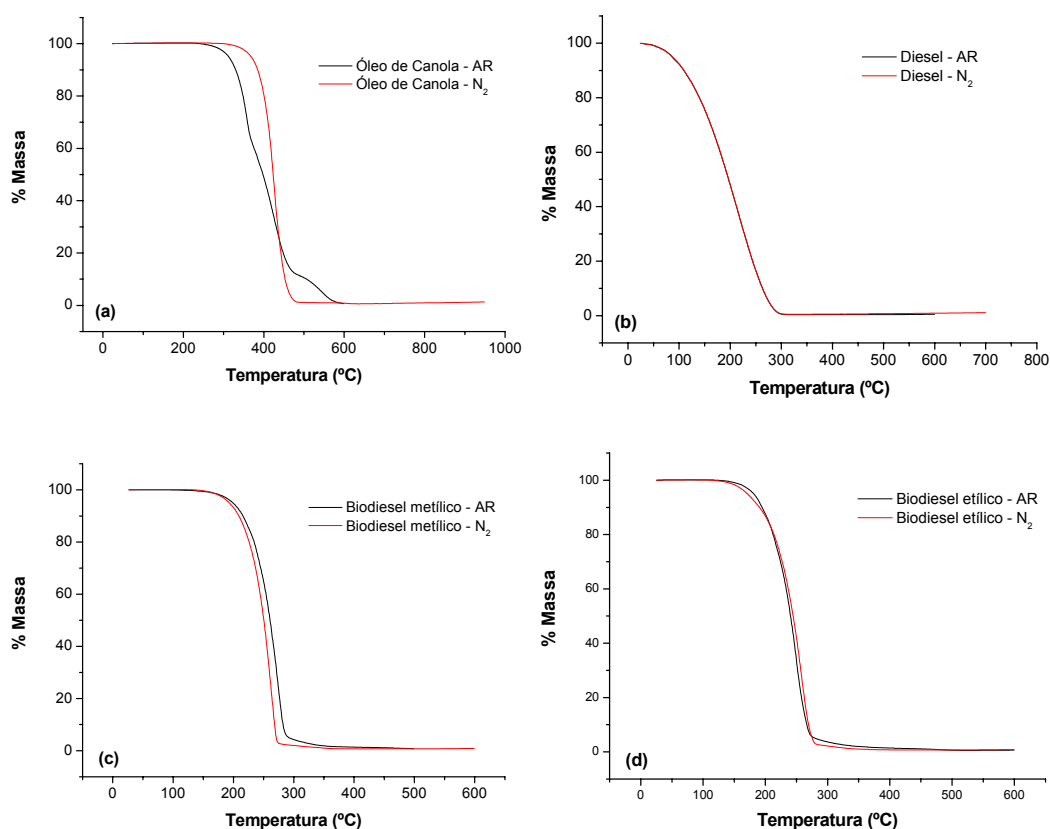 100
80
60
40
20
0
% Massa
Óleo de Canola - AR
Óleo de Canola - N₂
(a)
0 200 400 600 800 1000
Temperatura (ºC)
100
80
60
40
20
0
% Massa
Diesel - AR
Diesel - N₂
(b)
0 100 200 300 400 500 600 700 800
Temperatura (ºC)
100
80
60
40
20
0
% Massa
Biodiesel metílico - AR
Biodiesel metílico - N₂
(c)
0 100 200 300 400 500 600
Temperatura (ºC)
100
80
60
40
20
0
% Massa
Biodiesel etílico - AR
Biodiesel etílico - N₂
(d)
0 100 200 300 400 500 600
Temperatura (ºC)